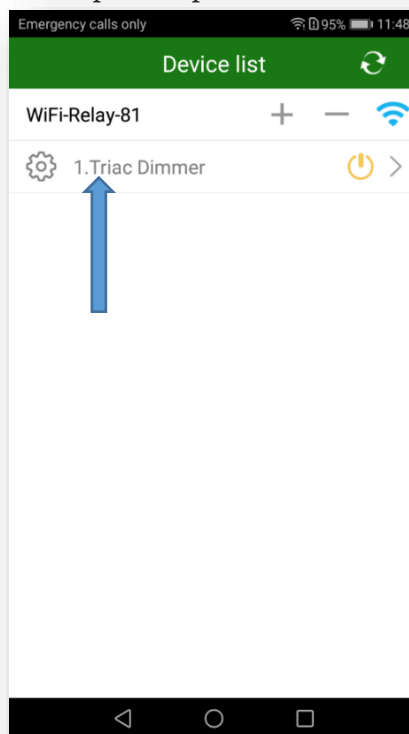 Emergency calls only 95% 11:48
Device list
WiFi-Relay-81
1.Triac Dimmer